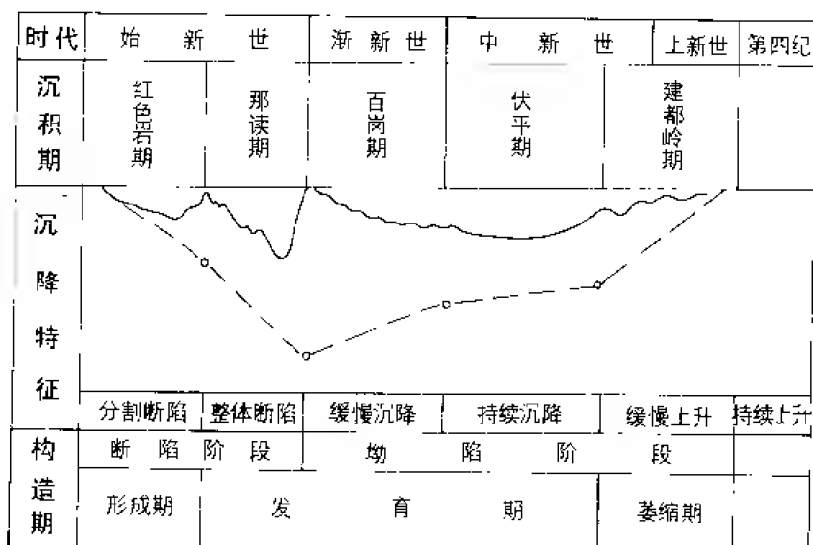 时代 始新世 渐新世 中新世 上新世 第四纪
沉积期 红色岩期 那读期 百岗期 伏平期 建都岭期
沉降特征
分割断陷 整体断陷 缓慢沉降 持续沉降 缓慢上升 持续上升
构造期
断陷阶段 坳陷阶段
形成期 发育期 萎缩期